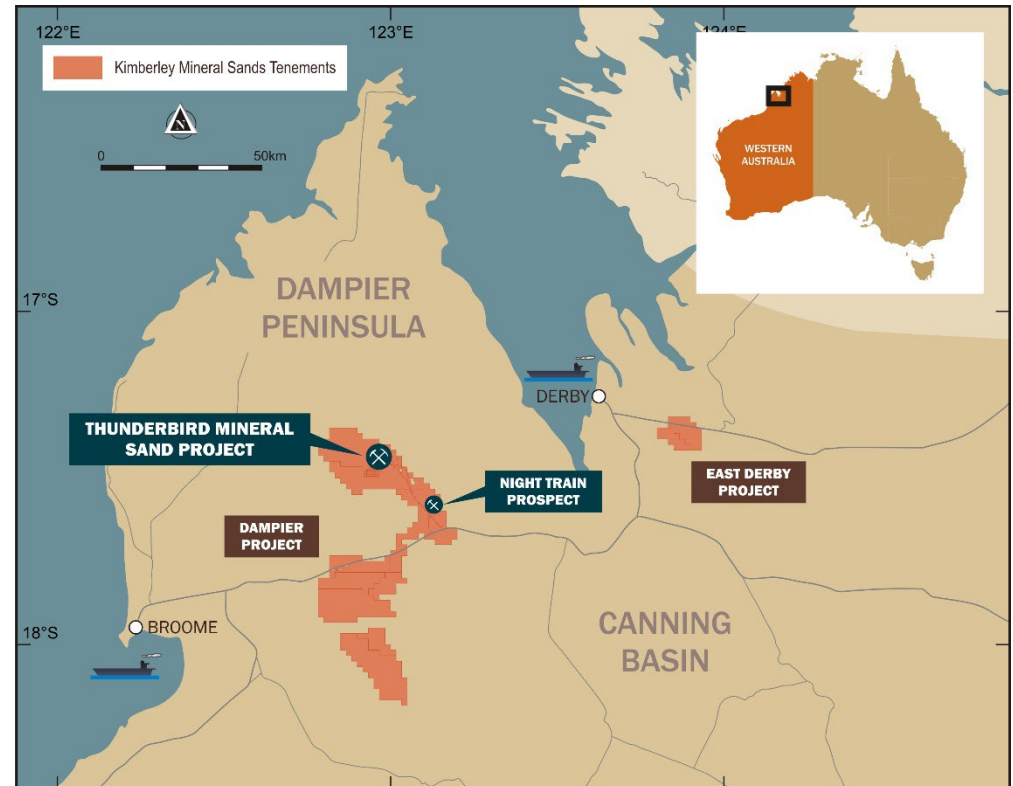 122°E
123°E
124°E
Kimberley Mineral Sands Tenements
N
0
50km
WESTERN
AUSTRALIA
17°S
DAMPIER
PENINSULA
DERBY
THUNDERBIRD MINERAL
SAND PROJECT
NIGHT TRAIN
PROSPECT
EAST DERBY
PROJECT
DAMPIER
PROJECT
18°S
BROOME
CANNING
BASIN